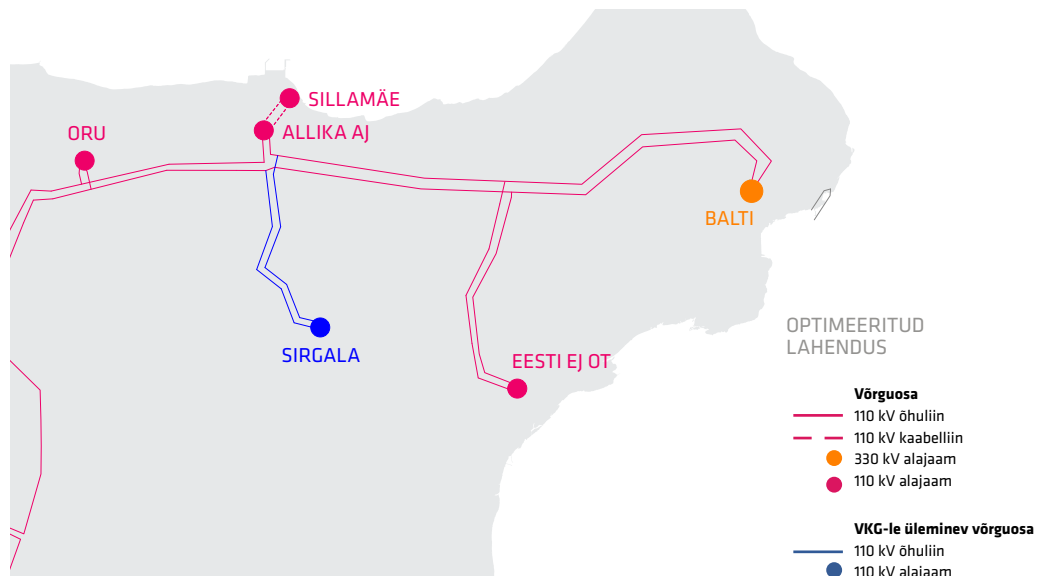 SILLAMÄE
ORU
ALLIKA AJ
BALTI
SIRGALA
EESTI EJ OT
OPTIMEERITUD
LAHENDUS
Võrguosa
110 kV õhuliin
110 kV kaabelliin
330 kV alajaam
110 kV alajaam
VKG-le üleminev võrguosa
110 kV õhuliin
110 kV alajaam